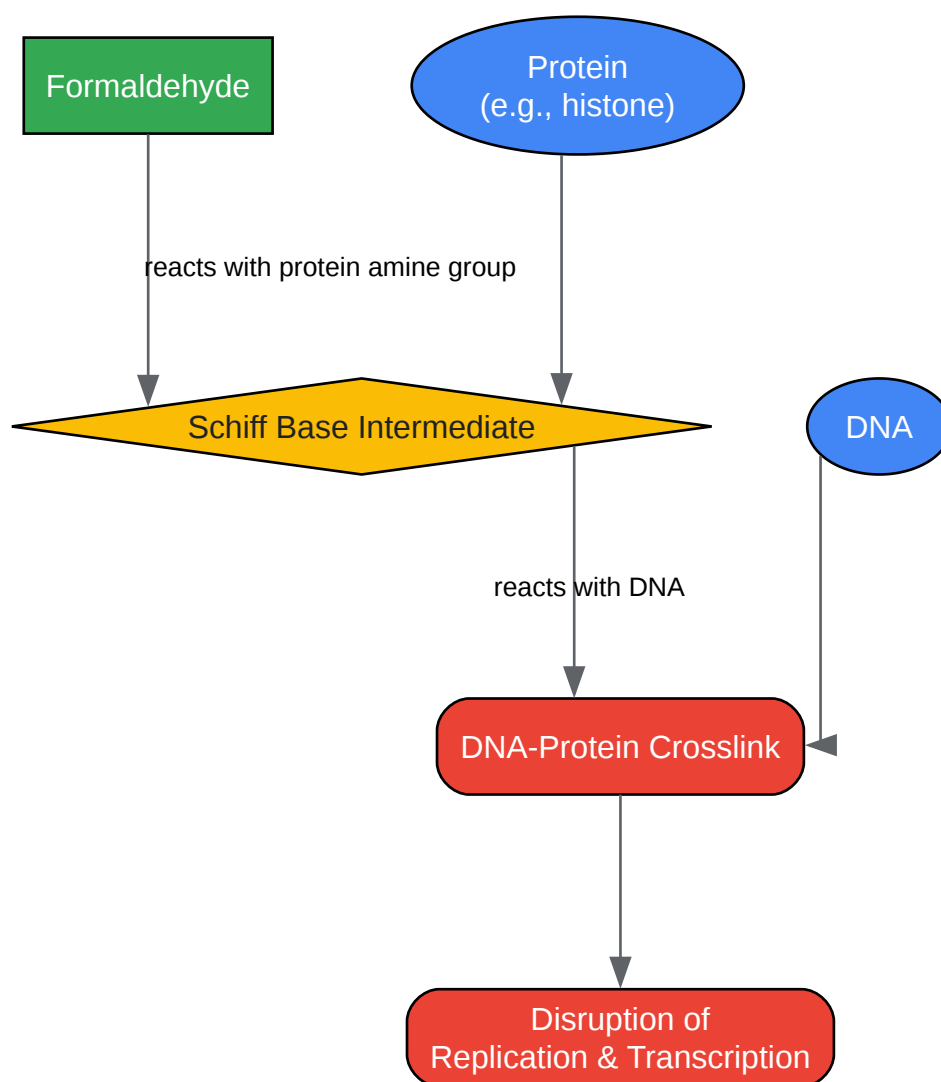 Formaldehyde
Protein
(e.g., histone)
reacts with protein amine group
Schiff Base Intermediate
DNA
reacts with DNA
DNA-Protein Crosslink
Disruption of
Replication & Transcription